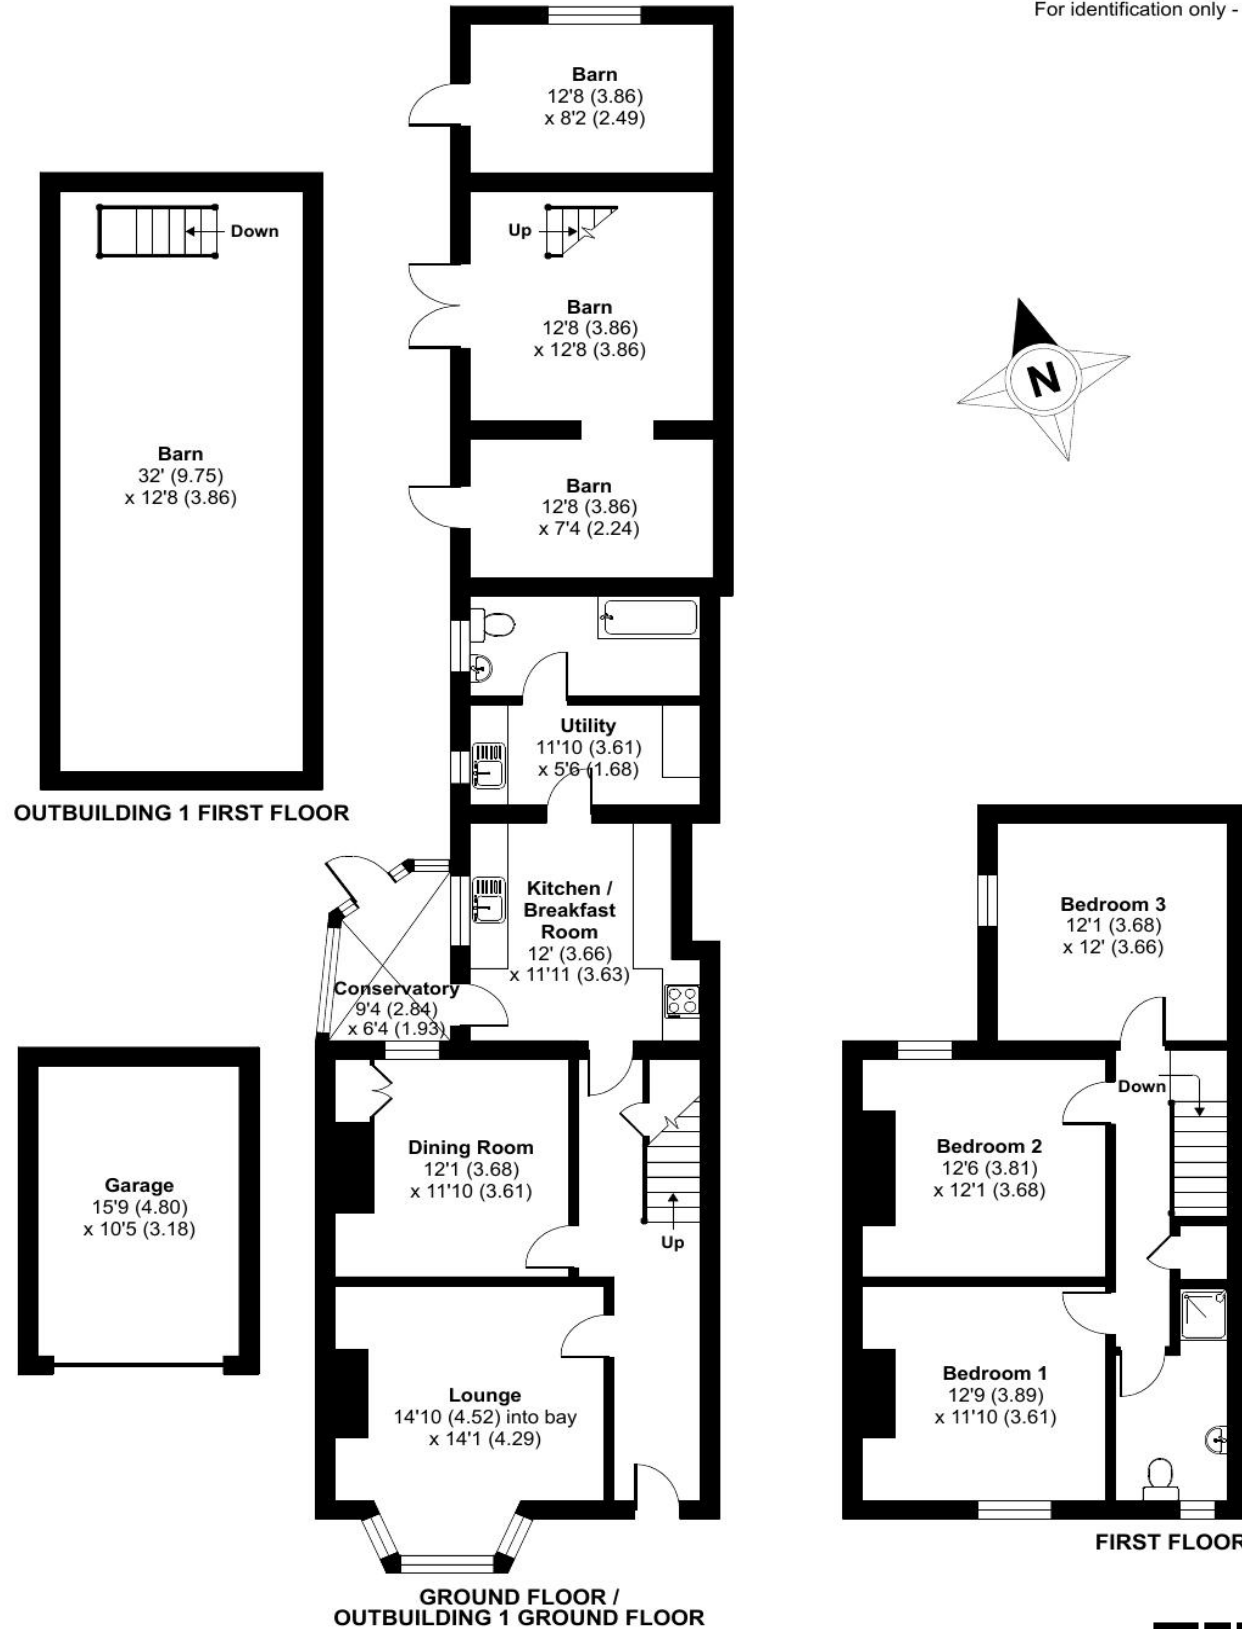 For identification only -
Barn
12'8 (3.86)
x 8'2 (2.49)
Down
Up
Barn
12'8 (3.86)
x 12'8 (3.86)
N
Barn
32' (9.75)
x 12'8 (3.86)
Barn
12'8 (3.86)
x 7'4 (2.24)
Utility
11'10 (3.61)
x 5'6 (1.68)
OUTBUILDING 1 FIRST FLOOR
Kitchen /
Breakfast
Room
12' (3.66)
x 11'11 (3.63)
Bedroom 3
12'1 (3.68)
x 12' (3.66)
Conservatory
9'4 (2.84)
x 6'4 (1.93)
Down
Garage
15'9 (4.80)
x 10'5 (3.18)
Dining Room
12'1 (3.68)
x 11'10 (3.61)
Up
Bedroom 2
12'6 (3.81)
x 12'1 (3.68)
Lounge
14'10 (4.52) into bay
x 14'1 (4.29)
Bedroom 1
12'9 (3.89)
x 11'10 (3.61)
FIRST FLOOR
GROUND FLOOR /
OUTBUILDING 1 GROUND FLOOR